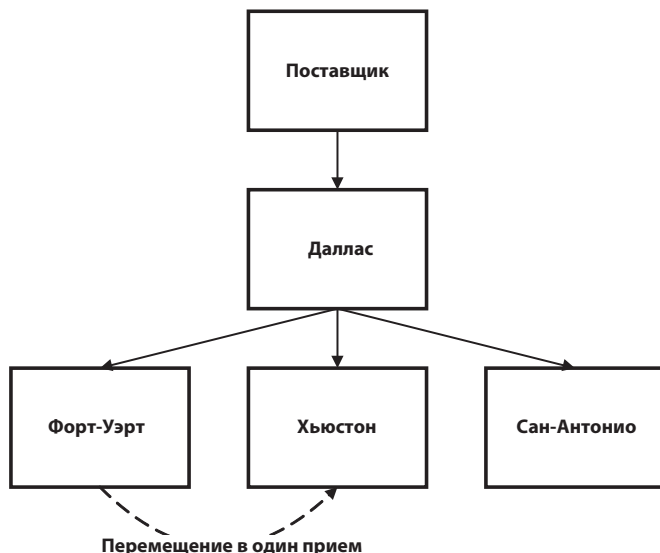 Поставщик
Даллас
Форт-Уэрт
Хьюстон
Сан-Антонио
Перемещение в один прием